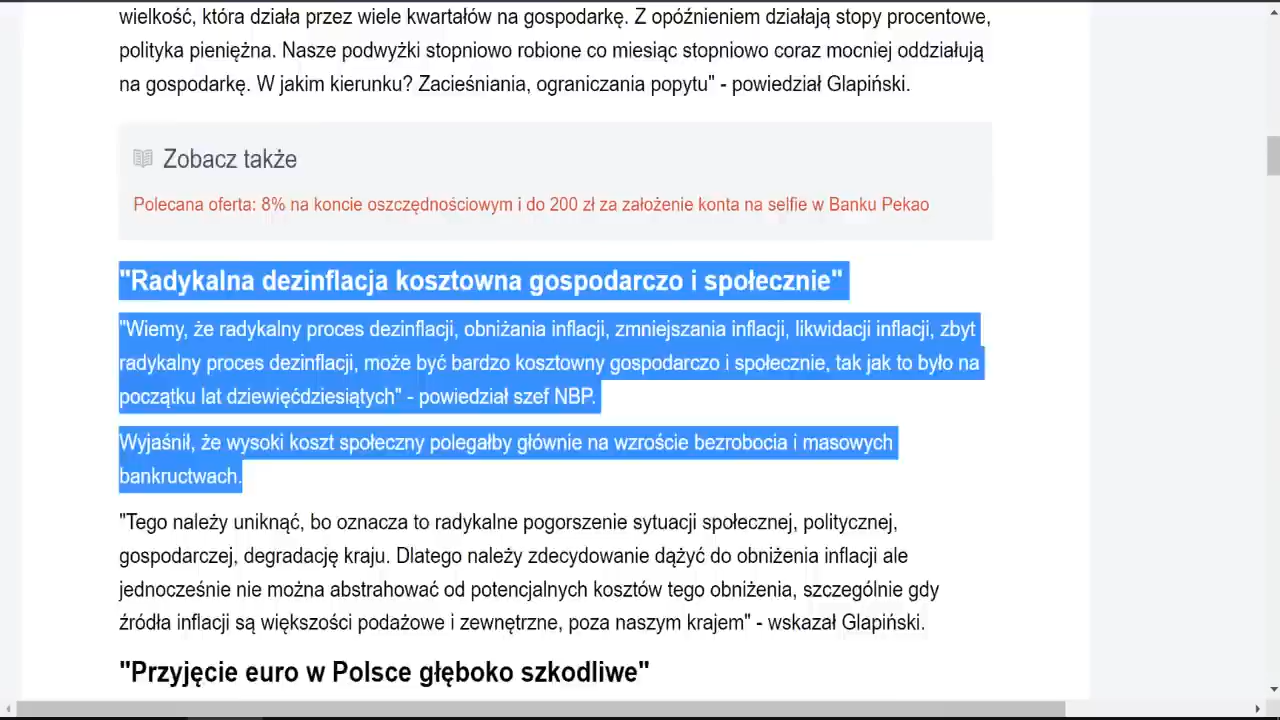 wielkość, która działa przez wiele kwartałów na gospodarkę. Z opóźnieniem działają stopy procentowe,
polityka pieniężna. Nasze podwyżki stopniowo robione co miesiąc stopniowo coraz mocniej oddziałują
na gospodarkę. W jakim kierunku? Zacieśniania, ograniczania popytu" - powiedział Glapiński.
Zobacz także
Polecana oferta: 8% na koncie oszczędnościowym i do 200 zł za założenie konta na selfie w Banku Pekao
"Radykalna dezinflacja kosztowna gospodarczo i społecznie"
"Wiemy, że radykalny proces dezinflacji, obniżania inflacji, zmniejszania inflacji, likwidacji inflacji, zbyt
radykalny proces dezinflacji, może być bardzo kosztowny gospodarczo i społecznie, tak jak to było na
początku lat dziewięćdziesiątych" - powiedział szef NBP.
Wyjaśnił, że wysoki koszt społeczny polegałby głównie na wzroście bezrobocia i masowych
bankructwach.
"Tego należy uniknąć, bo oznacza to radykalne pogorszenie sytuacji społecznej, politycznej,
gospodarczej, degradację kraju. Dlatego należy zdecydowanie dążyć do obniżenia inflacji ale
jednocześnie nie można abstrahować od potencjalnych kosztów tego obniżenia, szczególnie gdy
źródła inflacji są większości podażowe i zewnętrzne, poza naszym krajem" - wskazał Glapiński.
"Przyjęcie euro w Polsce głęboko szkodliwe"